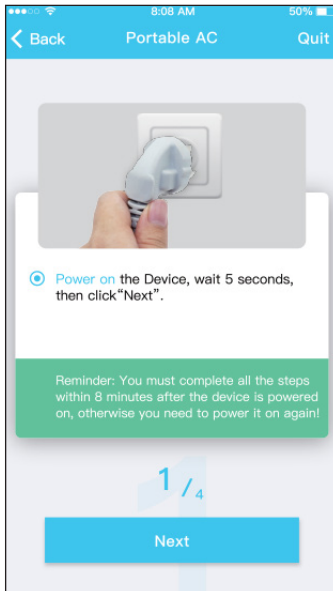 8:08 AM
50%
Back
Portable AC
Quit
Power on the Device, wait 5 seconds,
then click“Next”.
Reminder: You must complete all the steps
within 8 minutes after the device is powered
on, otherwise you need to power it on again!
1/4
Next